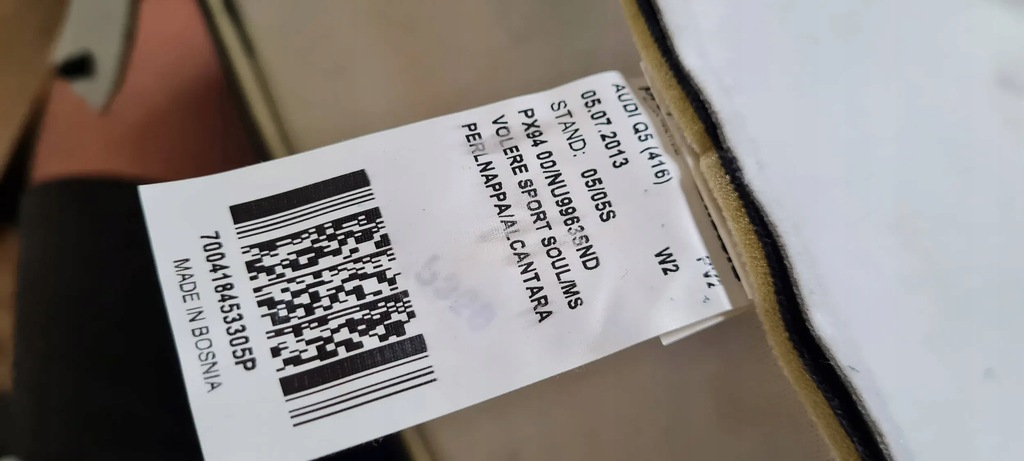 AUDI Q5 (416)
05.07.2013 W2
STAND: 05/05S
PX94 00/NU9963SND
VOLERE SPORT SOUL/MS
PERLNAPPA/ALCANTARA
700418453305P
MADE IN BOSNIA